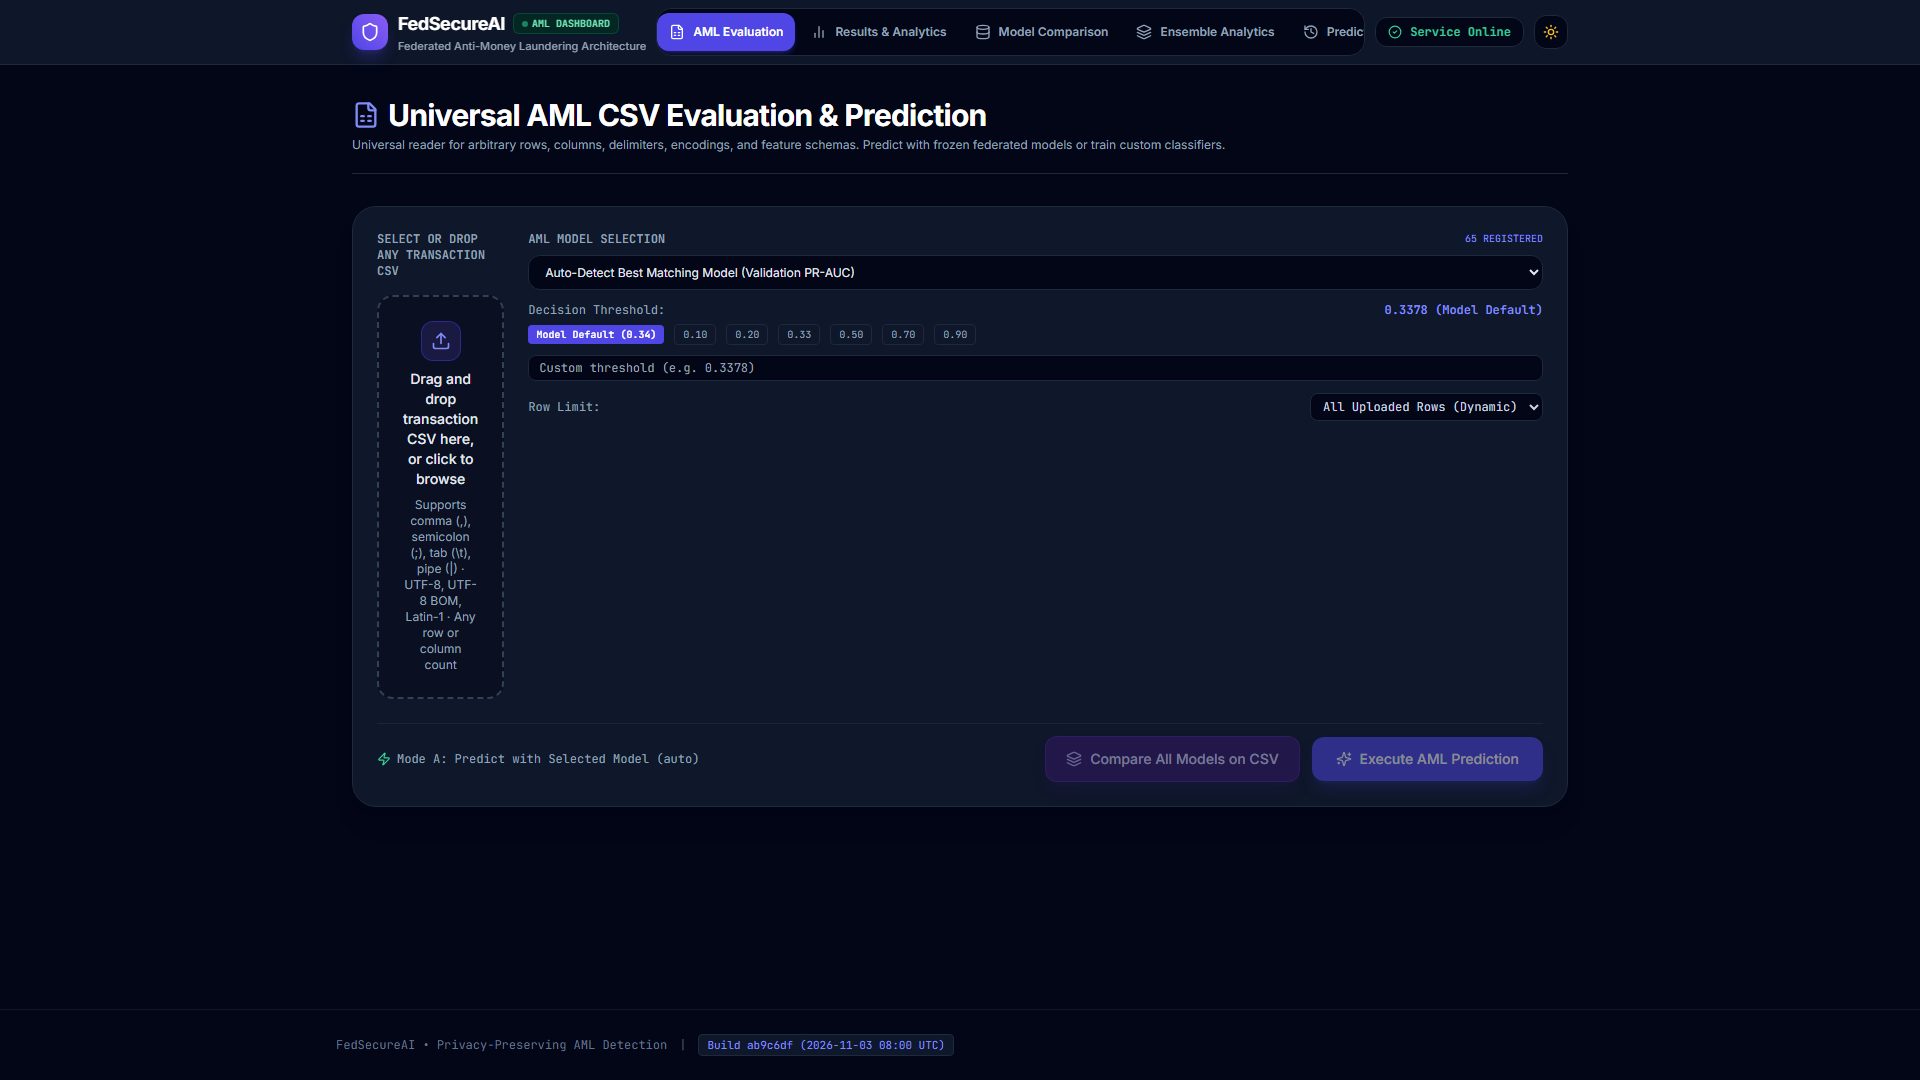 FedSecureAI
AML DASHBOARD
Federated Anti-Money Laundering Architecture
AML Evaluation
Results & Analytics
Model Comparison
Ensemble Analytics
Predic
Service Online
Universal AML CSV Evaluation & Prediction
Universal reader for arbitrary rows, columns, delimiters, encodings, and feature schemas. Predict with frozen federated models or train custom classifiers.
SELECT OR DROP
ANY TRANSACTION
CSV
Drag and
drop
transaction
CSV here,
or click to
browse
Supports
comma (,),
semicolon
(;), tab (\t),
pipe (|) ·
UTF-8, UTF-
8 BOM,
Latin-1 · Any
row or
column
count
AML MODEL SELECTION
65 REGISTERED
Auto-Detect Best Matching Model (Validation PR-AUC)
Decision Threshold:
0.3378 (Model Default)
Model Default (0.34)
0.10
0.20
0.33
0.50
0.70
0.90
Custom threshold (e.g. 0.3378)
Row Limit:
All Uploaded Rows (Dynamic)
Mode A: Predict with Selected Model (auto)
Compare All Models on CSV
Execute AML Prediction
FedSecureAI • Privacy-Preserving AML Detection | Build ab9c6df (2026-11-03 08:00 UTC)